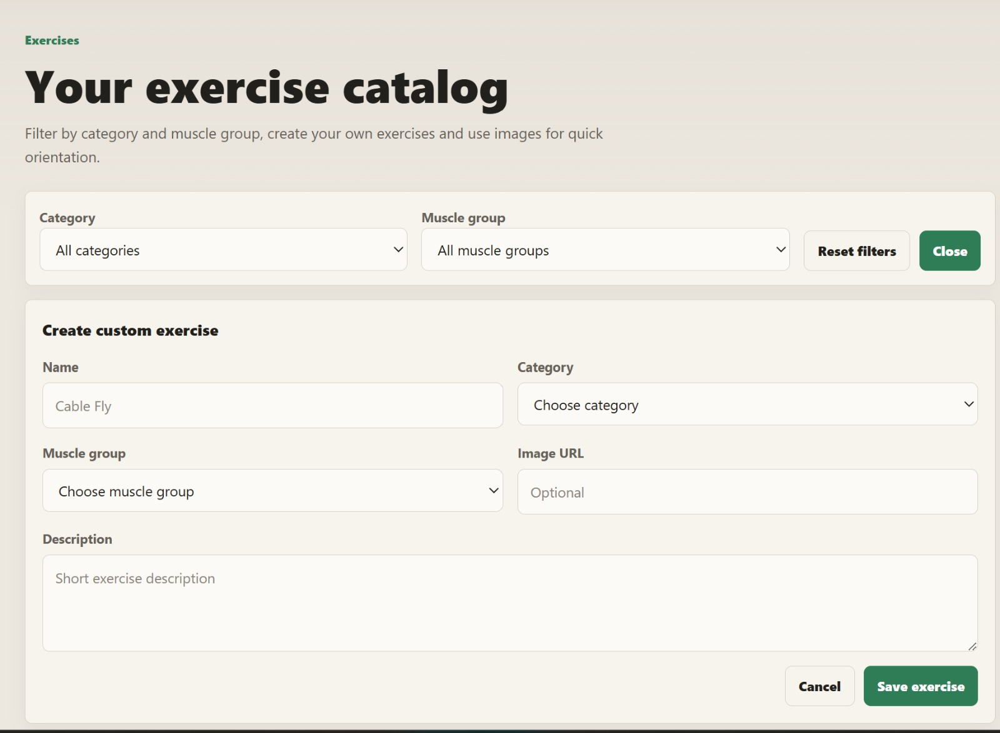 Exercises
Your exercise catalog
Filter by category and muscle group, create your own exercises and use images for quick
orientation.
Category
Muscle group
All categories
All muscle groups
Reset filters
Close
Create custom exercise
Name
Category
Cable Fly
Choose category
Muscle group
Image URL
Choose muscle group
Optional
Description
Short exercise description
Cancel
Save exercise